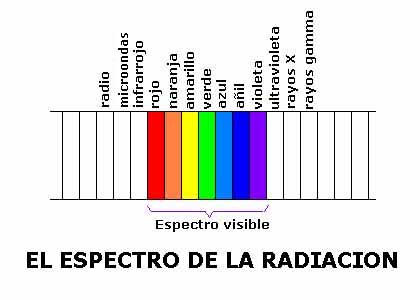 radio
microondas
infrarrojo
rojo
naranja
amarillo
verde
azul
añil
violeta
ultravioleta
rayos X
rayos gamma
Espectro visible
EL ESPECTRO DE LA RADIACION